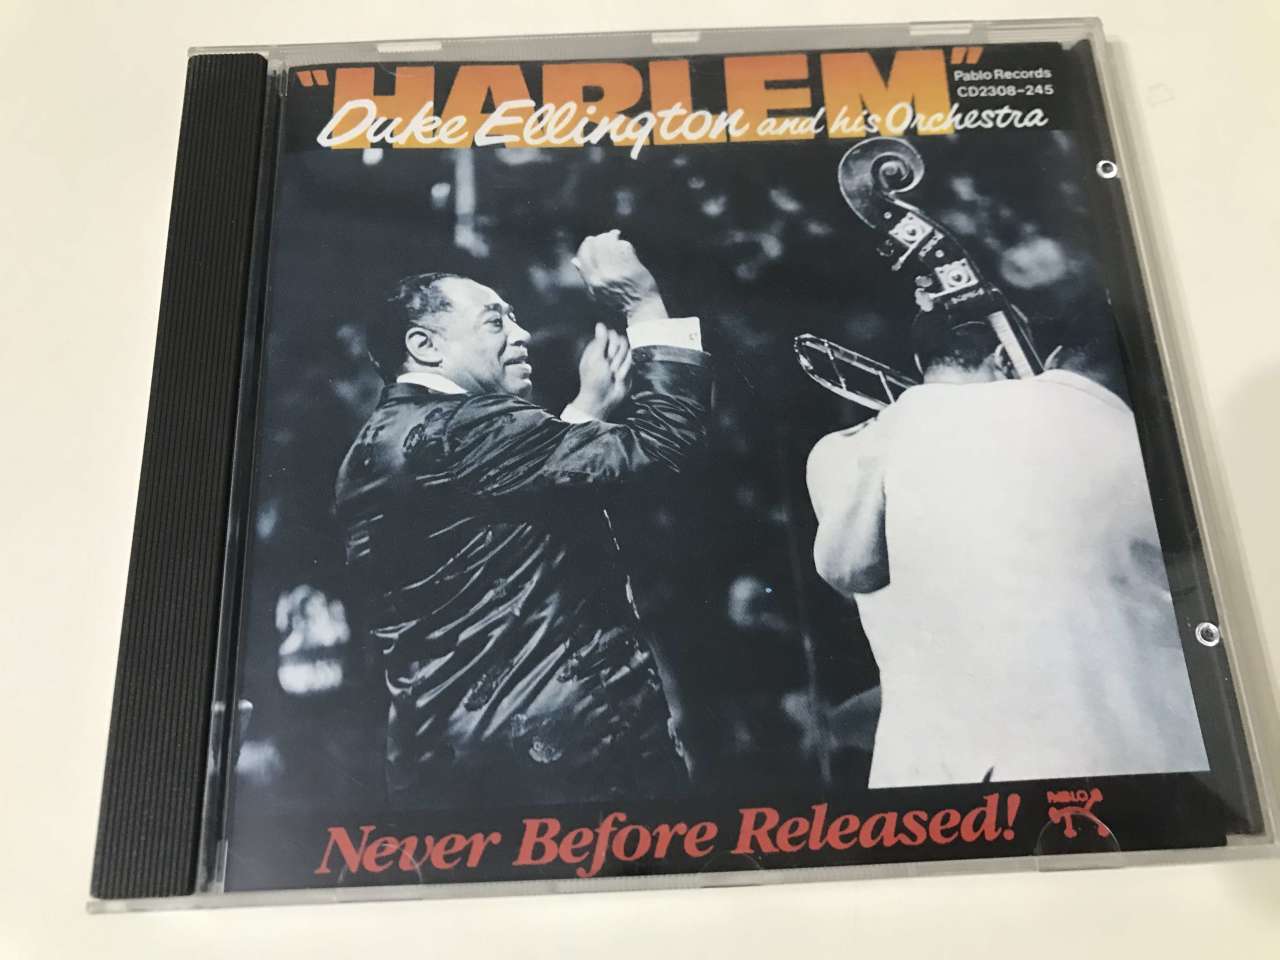 "HARLEM"
Pablo Records
CD2308-245
Duke Ellington and his Orchestra
Never Before Released!
PABLO